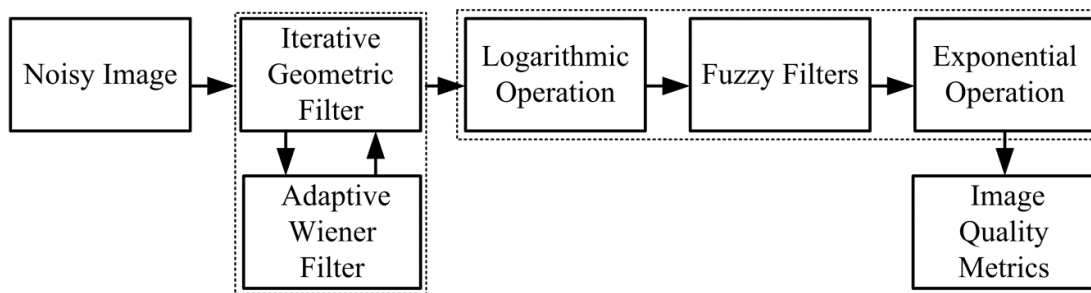 Noisy Image
Iterative
Geometric
Filter
Logarithmic
Operation
Fuzzy Filters
Exponential
Operation
Adaptive
Wiener
Filter
Image
Quality
Metrics